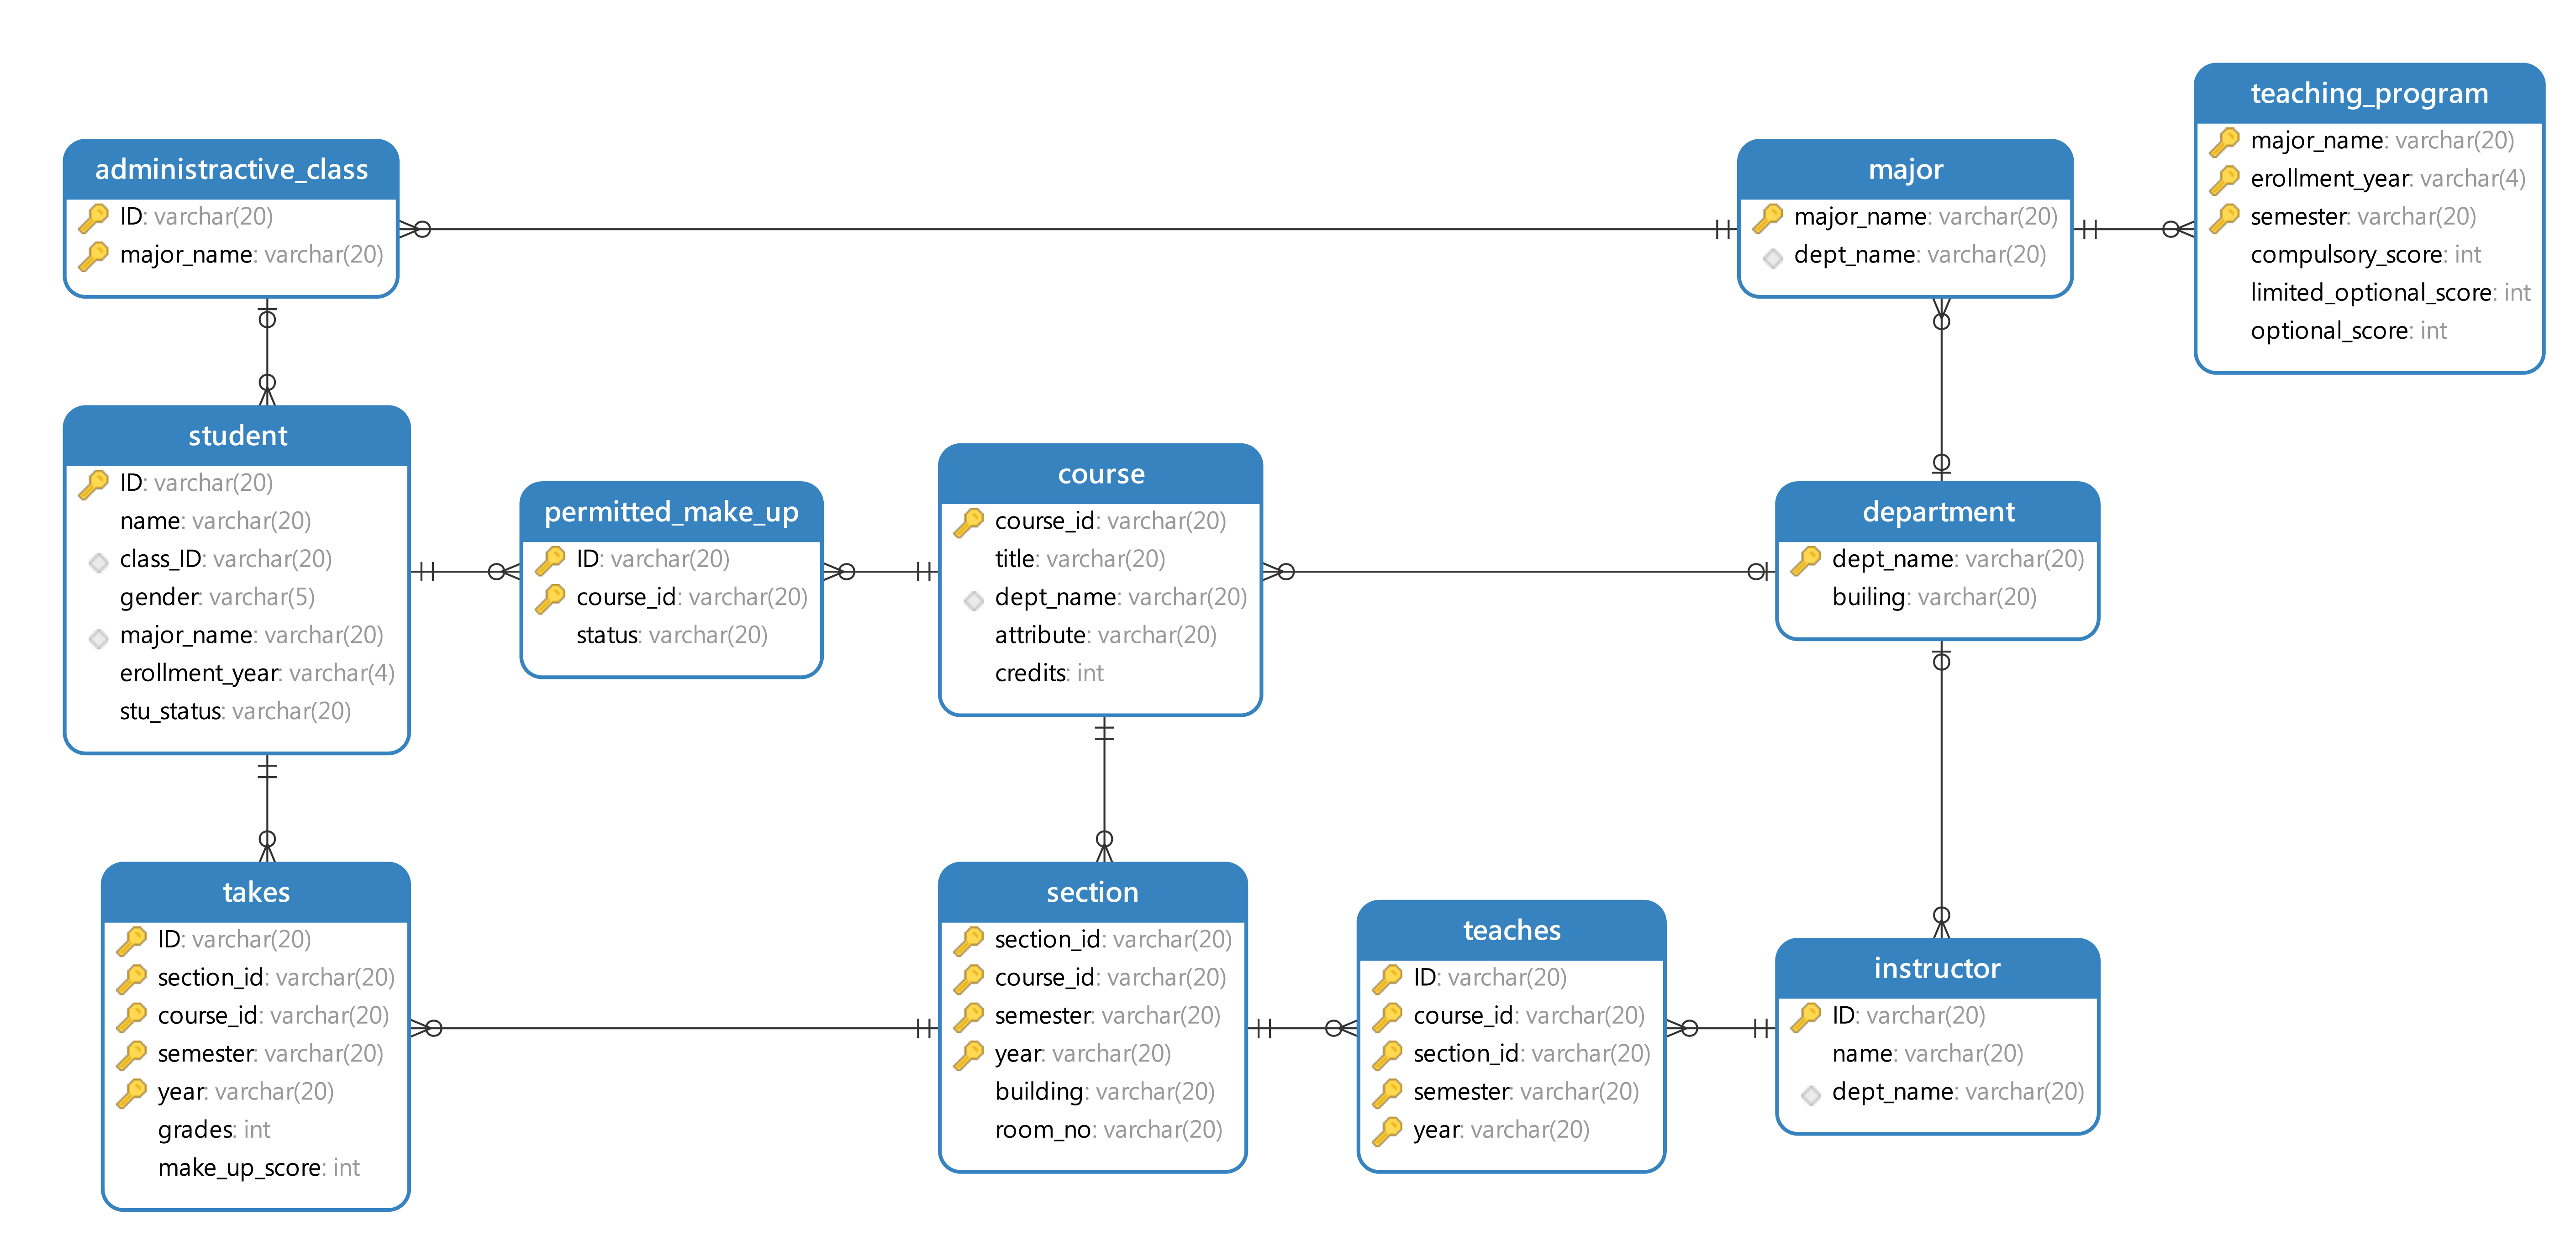 teaching_program
major_name: varchar(20)
erollment_year: varchar(4)
semester: varchar(20)
compulsory_score: int
limited_optional_score: int
optional_score: int
administractive_class
ID: varchar(20)
major_name: varchar(20)
major
major_name: varchar(20)
dept_name: varchar(20)
student
ID: varchar(20)
name: varchar(20)
class_ID: varchar(20)
gender: varchar(5)
major_name: varchar(20)
erollment_year: varchar(4)
stu_status: varchar(20)
permitted_make_up
ID: varchar(20)
course_id: varchar(20)
status: varchar(20)
course
course_id: varchar(20)
title: varchar(20)
dept_name: varchar(20)
attribute: varchar(20)
credits: int
department
dept_name: varchar(20)
builing: varchar(20)
takes
ID: varchar(20)
section_id: varchar(20)
course_id: varchar(20)
semester: varchar(20)
year: varchar(20)
grades: int
make_up_score: int
section
section_id: varchar(20)
course_id: varchar(20)
semester: varchar(20)
year: varchar(20)
building: varchar(20)
room_no: varchar(20)
teaches
ID: varchar(20)
course_id: varchar(20)
section_id: varchar(20)
semester: varchar(20)
year: varchar(20)
instructor
ID: varchar(20)
name: varchar(20)
dept_name: varchar(20)